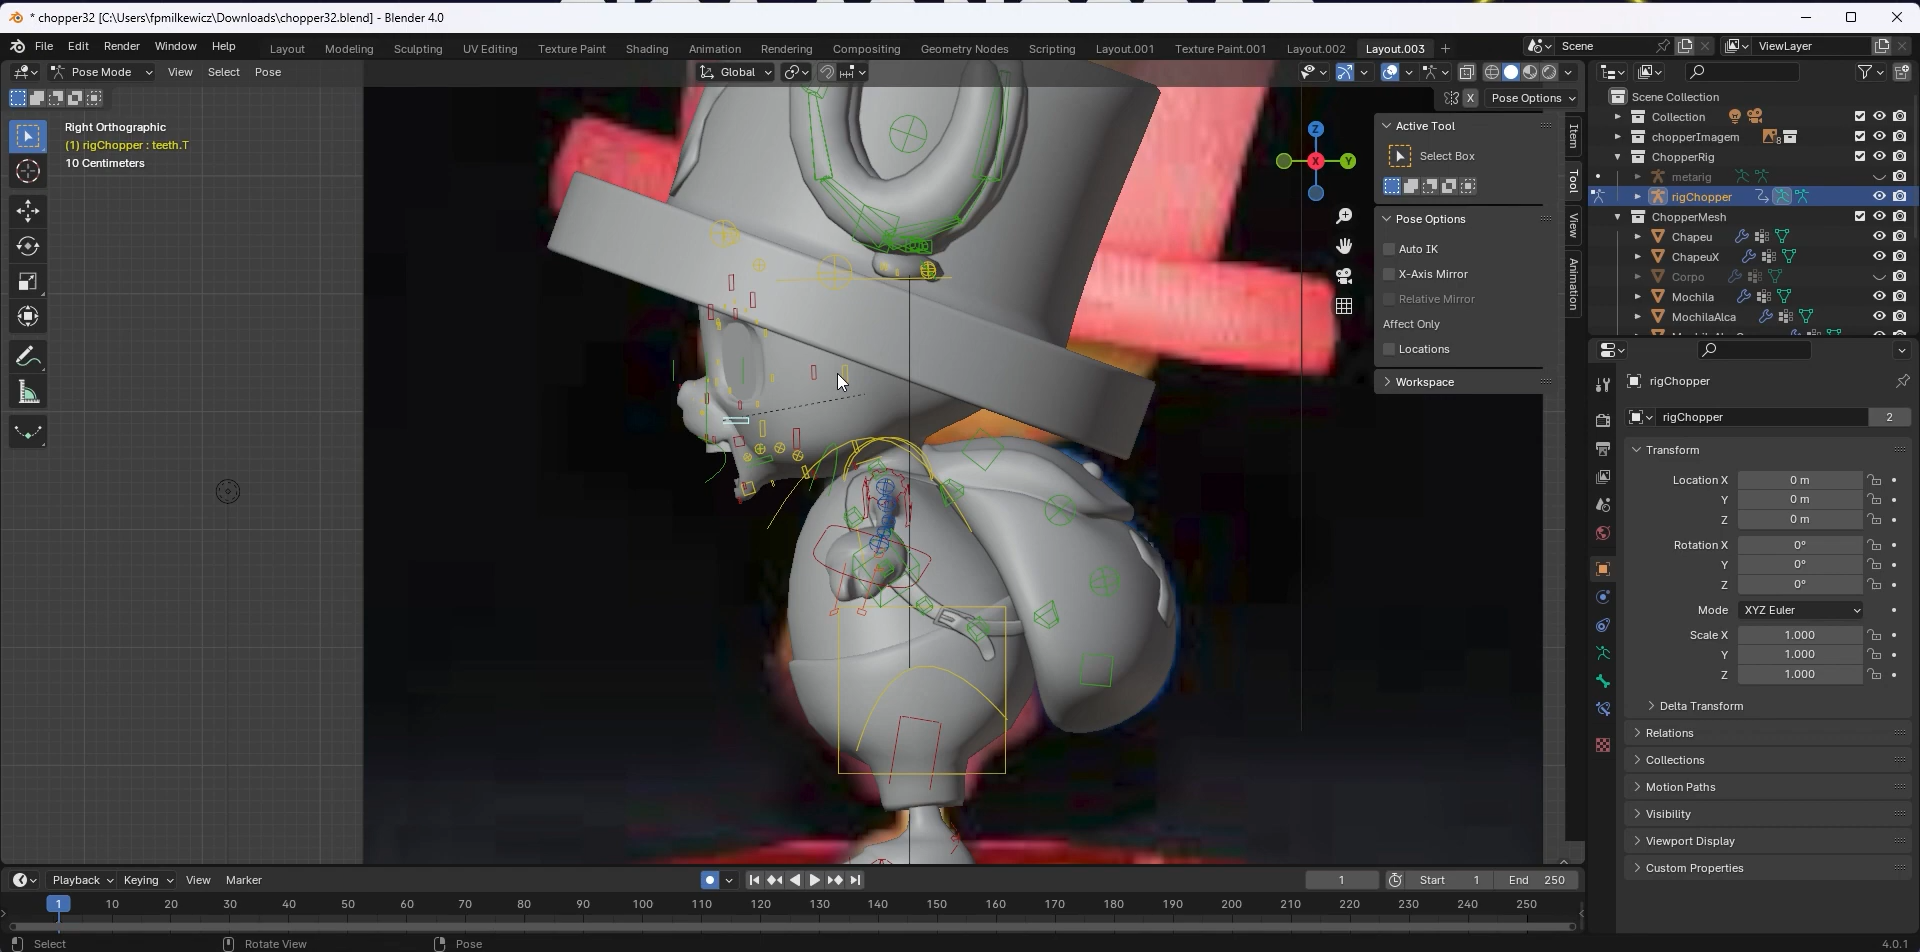 * chopper32 [C:\Users\fpmilkewicz\Downloads\chopper32.blend] - Blender 4.0
File Edit Render Window Help
Layout Modeling Sculpting UV Editing Texture Paint Shading Animation Rendering Compositing Geometry Nodes Scripting Layout.001 Texture Paint.001 Layout.002 Layout.003 +
Scene
ViewLayer
Pose Mode View Select Pose
Global
X Pose Options
Right Orthographic
(1) rigChopper : teeth.T
10 Centimeters
Z
X
Y
Active Tool
Select Box
Pose Options
Auto IK
X-Axis Mirror
Relative Mirror
Affect Only
Locations
Workspace
Item
Tool
View
Animation
Scene Collection
Collection
chopperImagem
8
ChopperRig
metarig
rigChopper
ChopperMesh
Chapeu
ChapeuX
Corpo
Mochila
MochilaAlca
rigChopper
rigChopper 2
Transform
Location X 0 m
Y 0 m
Z 0 m
Rotation X 0°
Y 0°
Z 0°
Mode XYZ Euler
Scale X 1.000
Y 1.000
Z 1.000
Delta Transform
Relations
Collections
Motion Paths
Visibility
Viewport Display
Custom Properties
Playback Keying View Marker
1 Start 1 End 250
1 10 20 30 40 50 60 70 80 90 100 110 120 130 140 150 160 170 180 190 200 210 220 230 240 250
Select Rotate View Pose
4.0.1